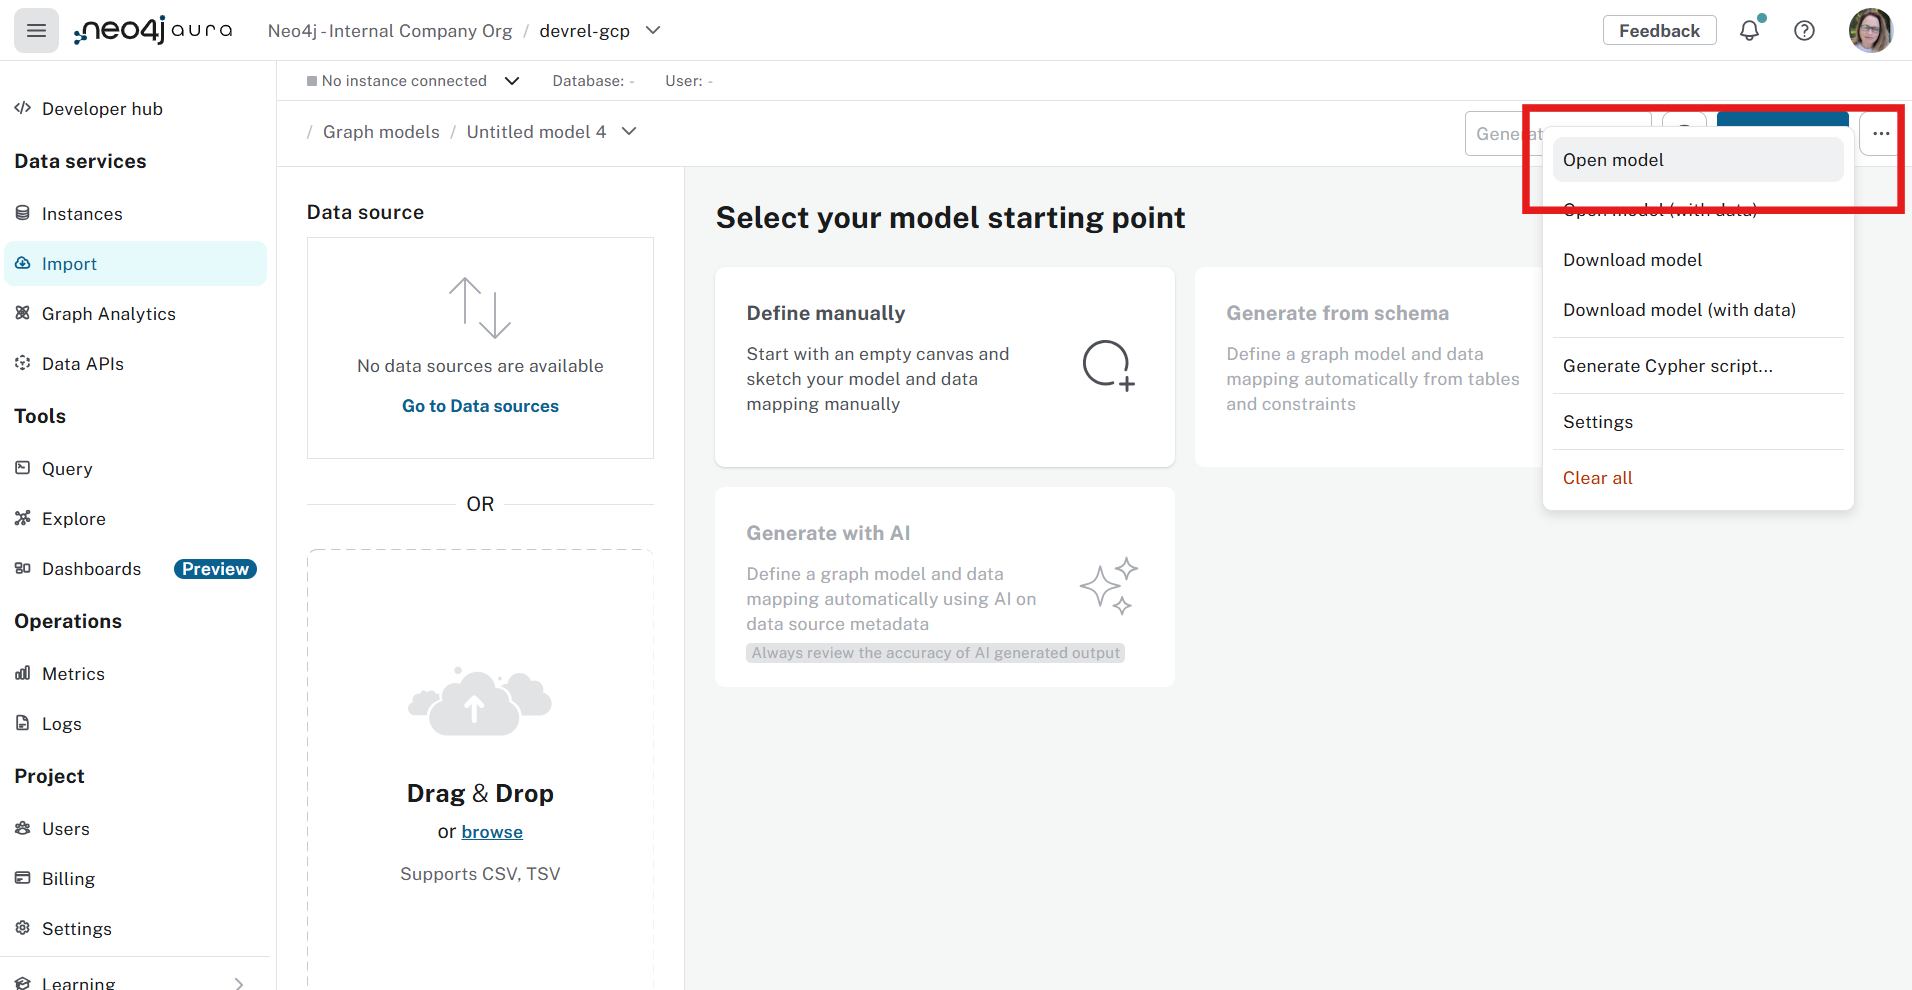 neo4j aura
Neo4j - Internal Company Org / devrel-gcp
Feedback
Developer hub
Data services
Instances
Import
Graph Analytics
Data APIs
Tools
Query
Explore
Dashboards Preview
Operations
Metrics
Logs
Project
Users
Billing
Settings
Learning
No instance connected
Database: -
User: -
/ Graph models / Untitled model 4
Data source
No data sources are available
Go to Data sources
OR
Drag & Drop
or browse
Supports CSV, TSV
Select your model starting point
Define manually
Start with an empty canvas and
sketch your model and data
mapping manually
Generate from schema
Define a graph model and data
mapping automatically from tables
and constraints
Generate with AI
Define a graph model and data
mapping automatically using AI on
data source metadata
Always review the accuracy of AI generated output
Open model
Open model (with data)
Download model
Download model (with data)
Generate Cypher script...
Settings
Clear all